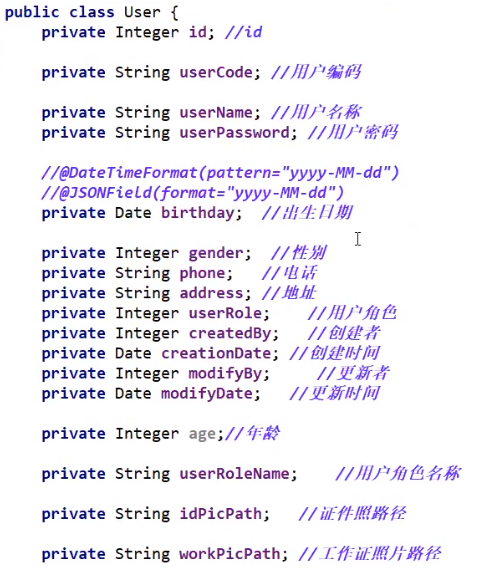 public class User {
private Integer id; //id
private String userCode; //用户编码
private String userName; //用户名称
private String userPassword; //用户密码
//@DateTimeFormat(pattern="yyyy-MM-dd")
//@JSONField(format="yyyy-MM-dd")
private Date birthday; //出生日期
private Integer gender; //性别
private String phone; //电话
private String address; //地址
private Integer userRole; //用户角色
private Integer createdBy; //创建者
private Date creationDate; //创建时间
private Integer modifyBy; //更新者
private Date modifyDate; //更新时间
private Integer age;//年龄
private String userRoleName; //用户角色名称
private String idPicPath; //证件照路径
private String workPicPath; //工作证照片路径